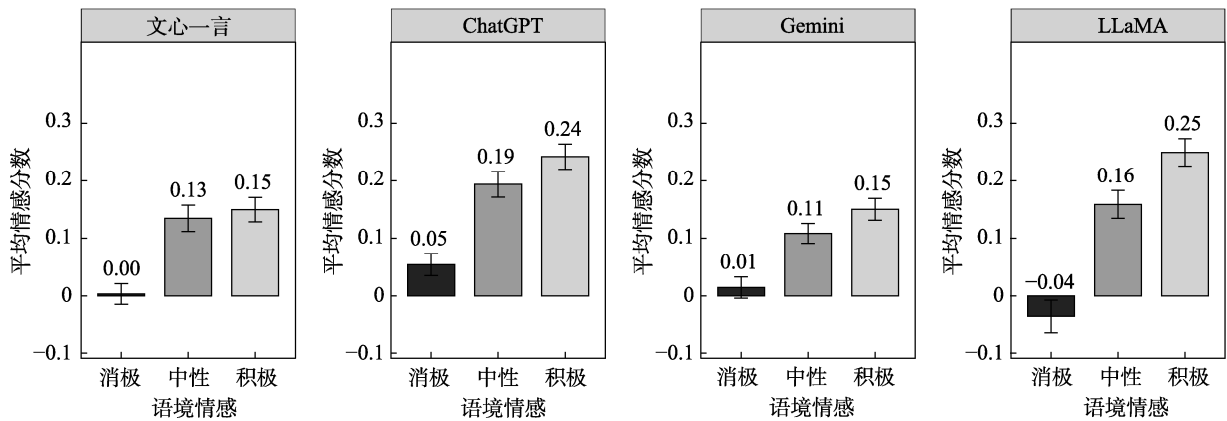 文心一言
平均情感分数
0.3
0.2
0.1
0
−0.1
0.00
0.13
0.15
消极 中性 积极
语境情感
ChatGPT
平均情感分数
0.3
0.2
0.1
0
−0.1
0.05
0.19
0.24
消极 中性 积极
语境情感
Gemini
平均情感分数
0.3
0.2
0.1
0
−0.1
0.01
0.11
0.15
消极 中性 积极
语境情感
LLaMA
平均情感分数
0.3
0.2
0.1
0
−0.1
−0.04
0.16
0.25
消极 中性 积极
语境情感